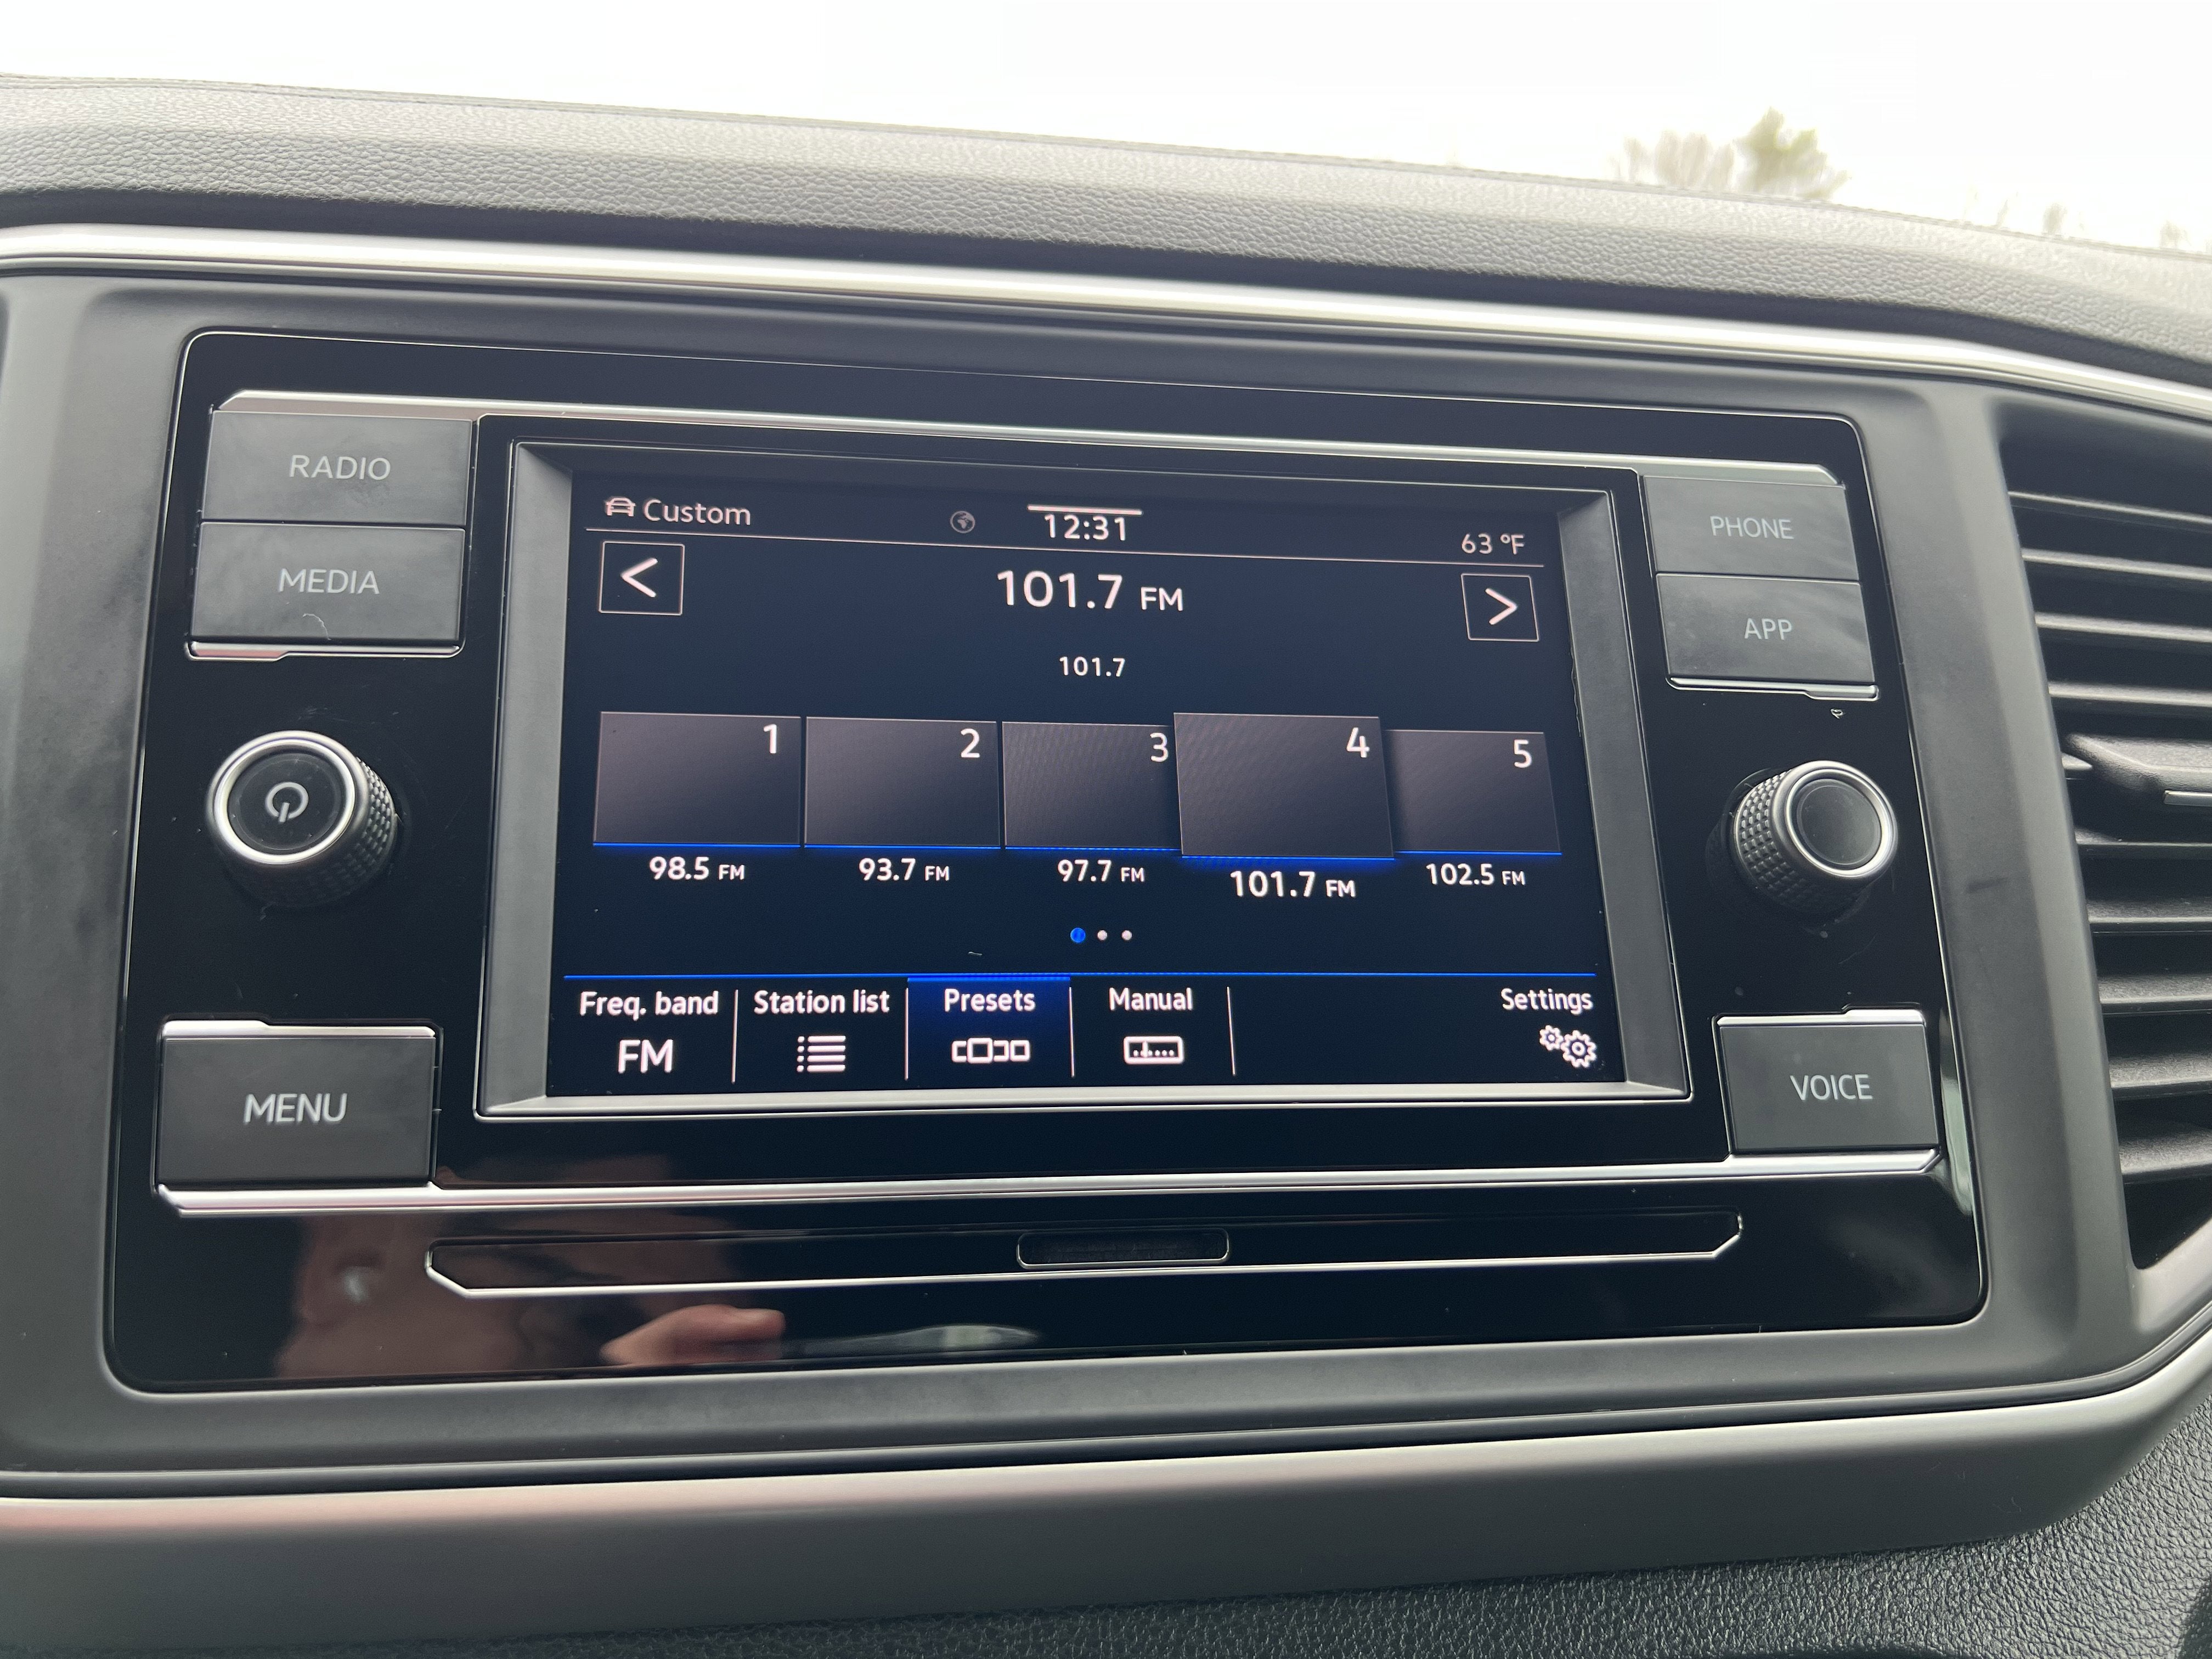 RADIO
MEDIA
MENU
Custom
12:31
63 °F
<
101.7 FM
>
101.7
1
2
3
4
5
98.5 FM
93.7 FM
97.7 FM
101.7 FM
102.5 FM
Freq. band
FM
Station list
Presets
Manual
Settings
PHONE
APP
VOICE